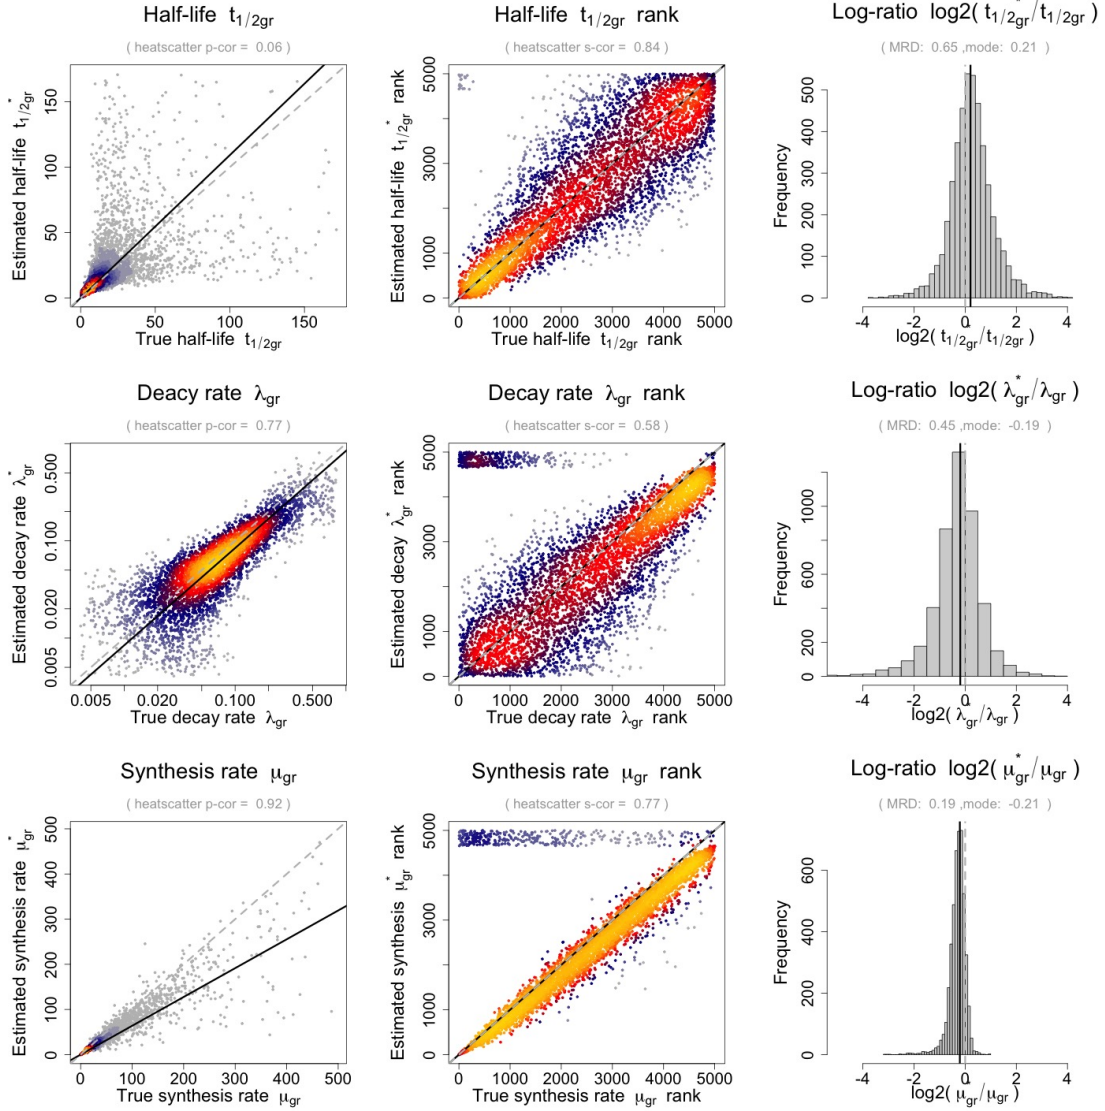 Half-life t1/2gr
( heatscatter p-cor = 0.06 )
Estimated half-life t*1/2gr
150
100
50
0
0 50 100 150
True half-life t1/2gr
Half-life t1/2gr rank
( heatscatter s-cor = 0.84 )
Estimated half-life t*1/2gr rank
5000
3000
1000
0
0 1000 2000 3000 4000 5000
True half-life t1/2gr rank
Log-ratio log2( t*1/2gr/t1/2gr )
( MRD: 0.65 ,mode: 0.21 )
Frequency
500
400
300
200
100
0
-4 -2 0 2 4
log2( t*1/2gr/t1/2gr )
Deacy rate λgr
( heatscatter p-cor = 0.77 )
Estimated decay rate λ*gr
0.500
0.100
0.020
0.005
0.005 0.020 0.100 0.500
True decay rate λgr
Decay rate λgr rank
( heatscatter s-cor = 0.58 )
Estimated decay λ*gr rank
5000
3000
1000
0
0 1000 2000 3000 4000 5000
True decay rate λgr rank
Log-ratio log2( λ*gr/λgr )
( MRD: 0.45 ,mode: -0.19 )
Frequency
1000
600
200
0
-4 -2 0 2 4
log2( λ*gr/λgr )
Synthesis rate μgr
( heatscatter p-cor = 0.92 )
Estimated synthesis rate μ*gr
500
400
300
200
100
0
0 100 200 300 400 500
True synthesis rate μgr
Synthesis rate μgr rank
( heatscatter s-cor = 0.77 )
Estimated synthesis μ*gr rank
5000
3000
1000
0
0 1000 2000 3000 4000 5000
True synthesis rate μgr rank
Log-ratio log2( μ*gr/μgr )
( MRD: 0.19 ,mode: -0.21 )
Frequency
600
400
200
0
-4 -2 0 2 4
log2( μ*gr/μgr )